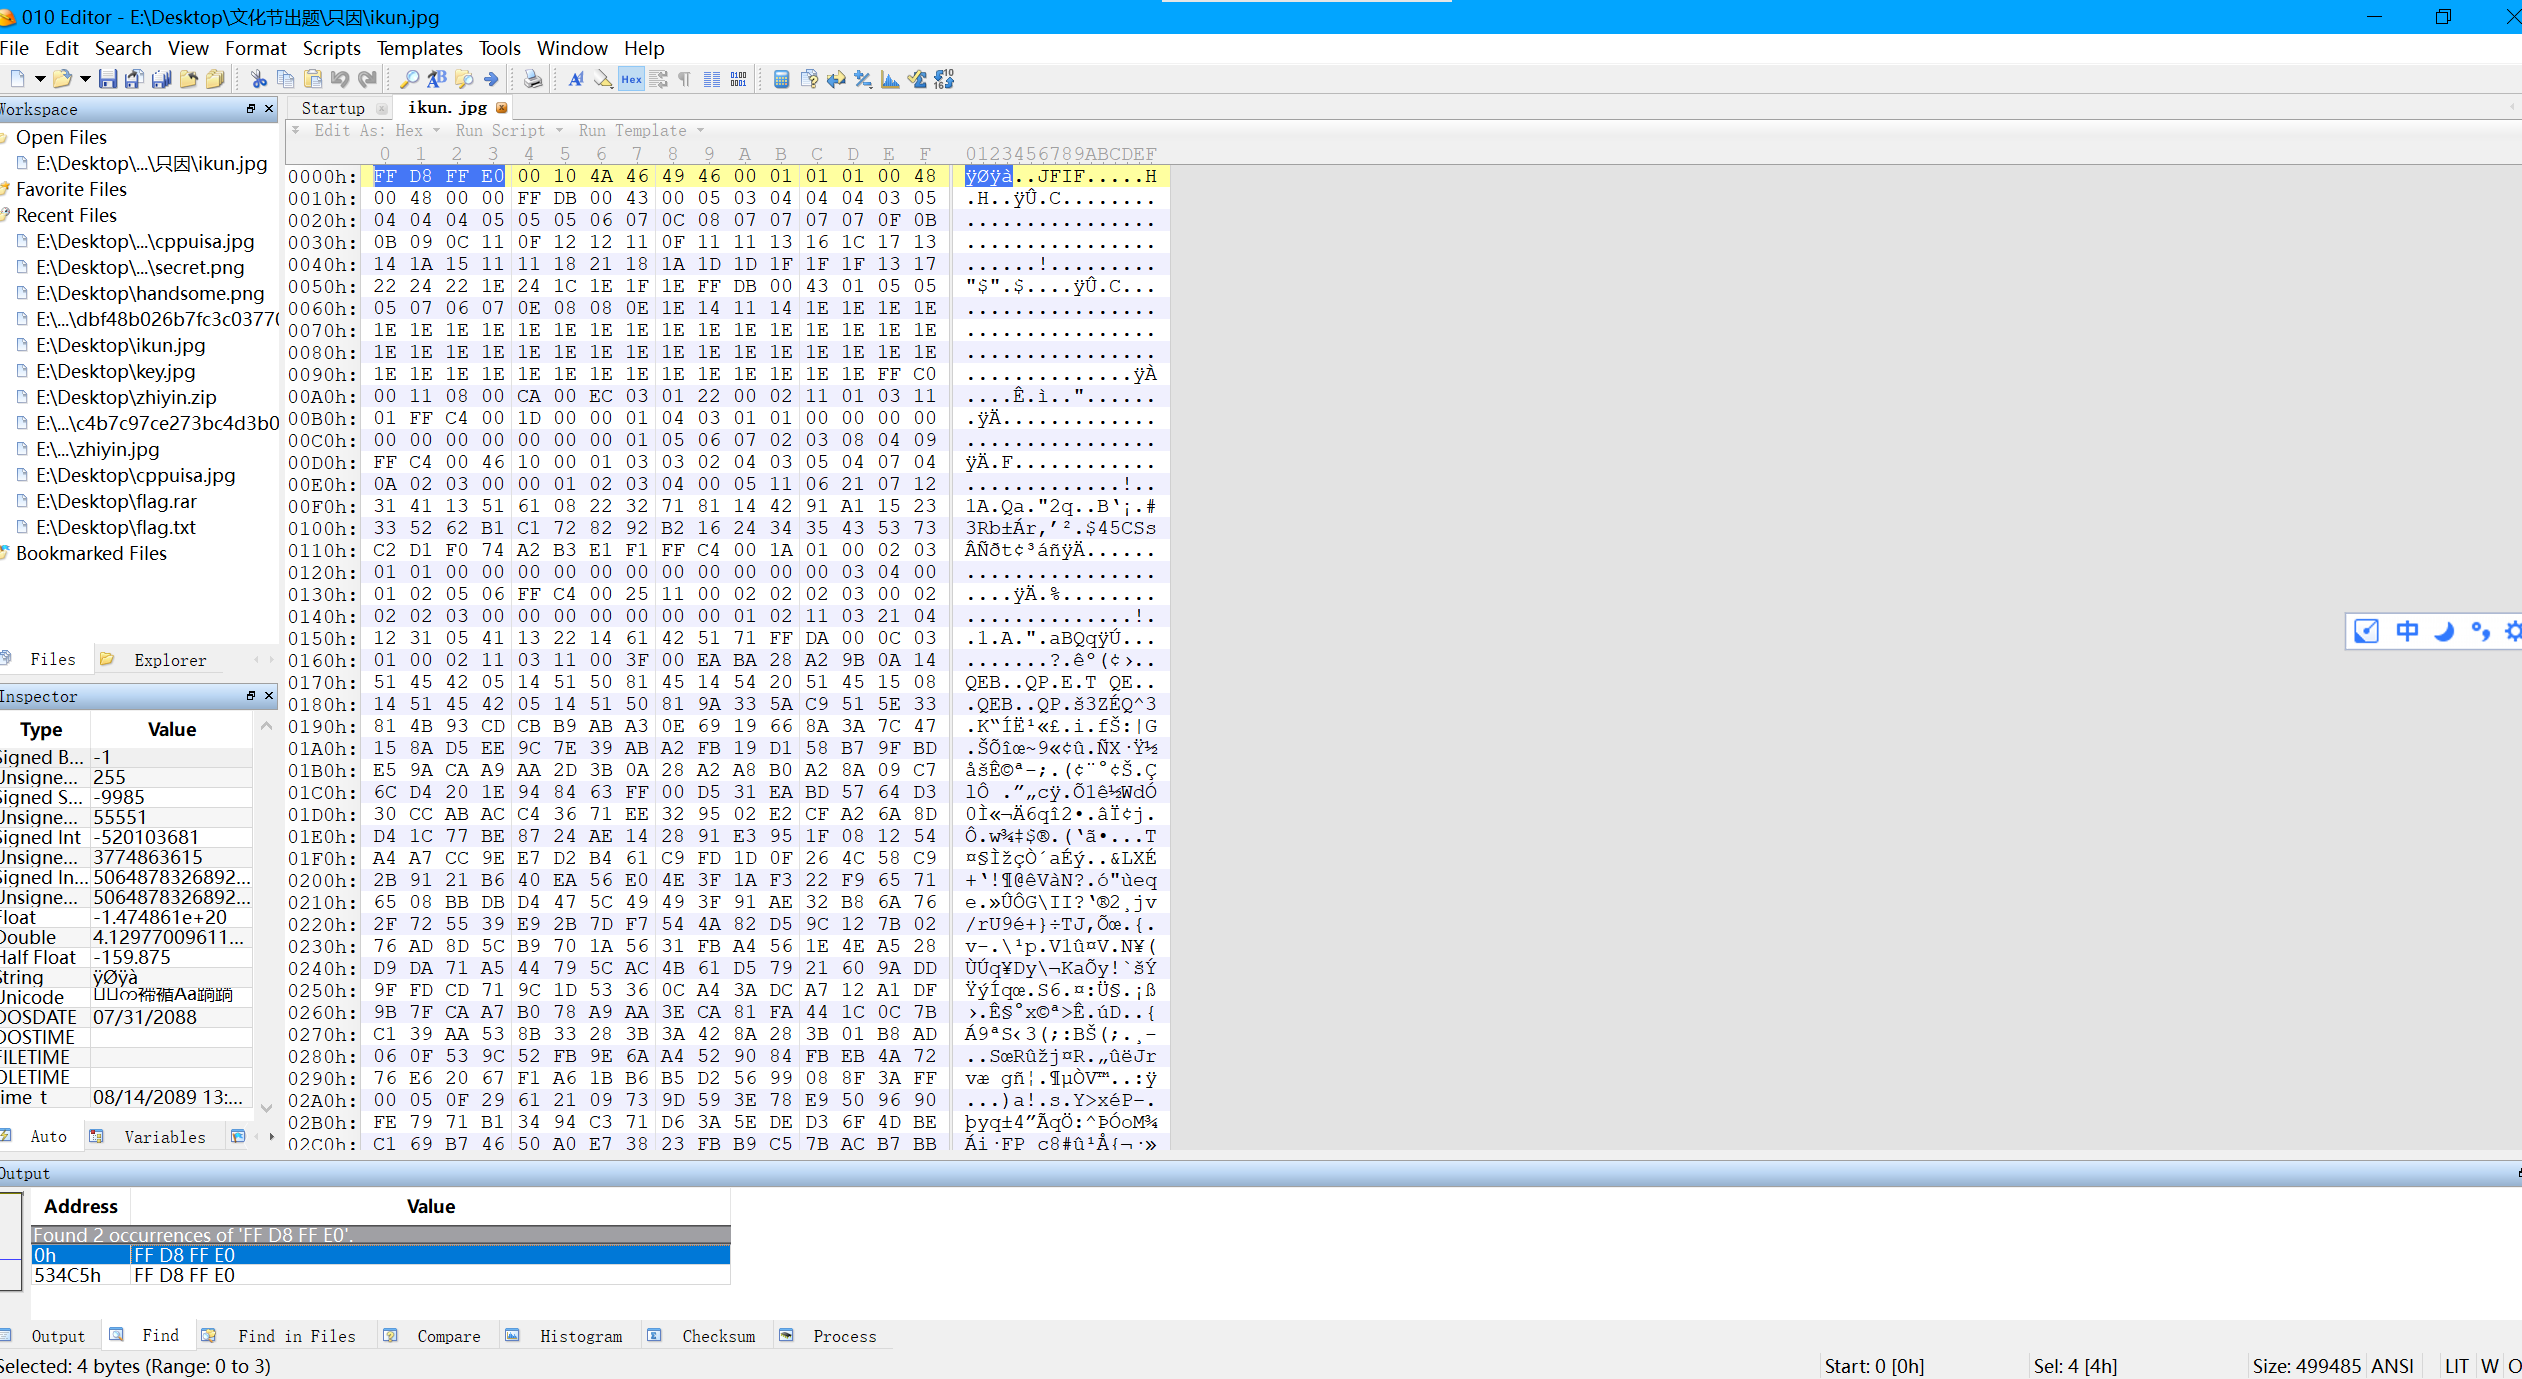 010 Editor - E:\Desktop\文化节出题\只因\ikun.jpg
File Edit Search View Format Scripts Templates Tools Window Help
Workspace
Open Files
E:\Desktop\...\只因\ikun.jpg
Favorite Files
Recent Files
E:\Desktop\...\cppuisa.jpg
E:\Desktop\...\secret.png
E:\Desktop\handsome.png
E:\...\dbf48b026b7fc3c0377
E:\Desktop\ikun.jpg
E:\Desktop\key.jpg
E:\Desktop\zhiyin.zip
E:\...\c4b7c97ce273bc4d3b0
E:\...\zhiyin.jpg
E:\Desktop\cppuisa.jpg
E:\Desktop\flag.rar
E:\Desktop\flag.txt
Bookmarked Files
Files Explorer
Inspector
Type Value
Signed B... -1
Unsigne... 255
Signed S... -9985
Unsigne... 55551
Signed Int -520103681
Unsigne... 3774863615
Signed In... 5064878326892...
Unsigne... 5064878326892...
Float -1.474861e+20
Double 4.12977009611...
Half Float -159.875
String ÿØÿà
Unicode
DOSDATE 07/31/2088
DOSTIME
FILETIME
OLETIME
time_t 08/14/2089 13:...
Auto Variables
Startup ikun.jpg
Edit As: Hex Run Script Run Template
0 1 2 3 4 5 6 7 8 9 A B C D E F 0123456789ABCDEF
0000h: FF D8 FF E0 00 10 4A 46 49 46 00 01 01 01 00 48 ÿØÿà..JFIF.....H
0010h: 00 48 00 00 FF DB 00 43 00 05 03 04 04 04 03 05 .H..ÿÛ.C........
0020h: 04 04 04 05 05 05 06 07 0C 08 07 07 07 07 0F 0B ................
0030h: 0B 09 0C 11 0F 12 12 11 0F 11 11 13 16 1C 17 13 ................
0040h: 14 1A 15 11 11 18 21 18 1A 1D 1D 1F 1F 1F 13 17 ......!.........
0050h: 22 24 22 1E 24 1C 1E 1F 1E FF DB 00 43 01 05 05 "$".$....ÿÛ.C...
0060h: 05 07 06 07 0E 08 08 0E 1E 14 11 14 1E 1E 1E 1E ................
0070h: 1E 1E 1E 1E 1E 1E 1E 1E 1E 1E 1E 1E 1E 1E 1E 1E ................
0080h: 1E 1E 1E 1E 1E 1E 1E 1E 1E 1E 1E 1E 1E 1E 1E 1E ................
0090h: 1E 1E 1E 1E 1E 1E 1E 1E 1E 1E 1E 1E 1E 1E FF C0 ..............ÿÀ
00A0h: 00 11 08 00 CA 00 EC 03 01 22 00 02 11 01 03 11 ....Ê.ì.."......
00B0h: 01 FF C4 00 1D 00 00 01 04 03 01 01 00 00 00 00 .ÿÄ.............
00C0h: 00 00 00 00 00 00 00 01 05 06 07 02 03 08 04 09 ................
00D0h: FF C4 00 46 10 00 01 03 03 02 04 03 05 04 07 04 ÿÄ.F............
00E0h: 0A 02 03 00 00 01 02 03 04 00 05 11 06 21 07 12 .............!..
00F0h: 31 41 13 51 61 08 22 32 71 81 14 42 91 A1 15 23 1A.Qa."2q..B‘¡.#
0100h: 33 52 62 B1 C1 72 82 92 B2 16 24 34 35 43 53 73 3Rb±Ár‚’².$45CSs
0110h: C2 D1 F0 74 A2 B3 E1 F1 FF C4 00 1A 01 00 02 03 ÂÑðt¢³áñÿÄ......
0120h: 01 01 00 00 00 00 00 00 00 00 00 00 00 03 04 00 ................
0130h: 01 02 05 06 FF C4 00 25 11 00 02 02 02 03 00 02 ....ÿÄ.%........
0140h: 02 02 03 00 00 00 00 00 00 00 01 02 11 03 21 04 ..............!.
0150h: 12 31 05 41 13 22 14 61 42 51 71 FF DA 00 0C 03 .1.A.".aBQqÿÚ...
0160h: 01 00 02 11 03 11 00 3F 00 EA BA 28 A2 9B 0A 14 .......?.êº(¢›..
0170h: 51 45 42 05 14 51 50 81 45 14 54 20 51 45 15 08 QEB..QP.E.T QE..
0180h: 14 51 45 42 05 14 51 50 81 9A 33 5A C9 51 5E 33 .QEB..QP.š3ZÉQ^3
0190h: 81 4B 93 CD CB B9 AB A3 0E 69 19 66 8A 3A 7C 47 .K“ÍË¹«£.i.fŠ:|G
01A0h: 15 8A D5 EE 9C 7E 39 AB A2 FB 19 D1 58 B7 9F BD .ŠÕîœ~9«¢û.ÑX·Ÿ½
01B0h: E5 9A CA A9 AA 2D 3B 0A 28 A2 A8 B0 A2 8A 09 C7 åšÊ©ª-;.(¢¨°¢Š.Ç
01C0h: 6C D4 20 1E 94 84 63 FF 00 D5 31 EA BD 57 64 D3 lÔ .”„cÿ.Õ1ê½WdÓ
01D0h: 30 CC AB AC C4 36 71 EE 32 95 02 E2 CF A2 6A 8D 0Ì«¬Ä6qî2•.âÏ¢j.
01E0h: D4 1C 77 BE 87 24 AE 14 28 91 E3 95 1F 08 12 54 Ô.w¾‡$®.(‘ã•...T
01F0h: A4 A7 CC 9E E7 D2 B4 61 C9 FD 1D 0F 26 4C 58 C9 ¤§ÌžçÒ´aÉý..&LXÉ
0200h: 2B 91 21 B6 40 EA 56 E0 4E 3F 1A F3 22 F9 65 71 +‘!¶@êVàN?.ó"ùeq
0210h: 65 08 BB DB D4 47 5C 49 49 3F 91 AE 32 B8 6A 76 e.»ÛÔG\II?‘®2¸jv
0220h: 2F 72 55 39 E9 2B 7D F7 54 4A 82 D5 9C 12 7B 02 /rU9é+}÷TJ‚Õœ.{.
0230h: 76 AD 8D 5C B9 70 1A 56 31 FB A4 56 1E 4E A5 28 v-.\¹p.V1û¤V.N¥(
0240h: D9 DA 71 A5 44 79 5C AC 4B 61 D5 79 21 60 9A DD ÙÚq¥Dy\¬KaÕy!`šÝ
0250h: 9F FD CD 71 9C 1D 53 36 0C A4 3A DC A7 12 A1 DF ŸýÍqœ.S6.¤:Ü§.¡ß
0260h: 9B 7F CA A7 B0 78 A9 AA 3E CA 81 FA 44 1C 0C 7B ›.Ê§°x©ª>Ê.úD..{
0270h: C1 39 AA 53 8B 33 28 3B 3A 42 8A 28 3B 01 B8 AD Á9ªS‹3(;:BŠ(;.¸-
0280h: 06 0F 53 9C 52 FB 9E 6A A4 52 90 84 FB EB 4A 72 ..SœRûžj¤R.„ûëJr
0290h: 76 E6 20 67 F1 A6 1B B6 B5 D2 56 99 08 8F 3A FF væ gñ¦.¶µÒV™..:ÿ
02A0h: 00 05 0F 29 61 21 09 73 9D 59 3E 78 E9 50 96 90 ...)a!.s.Y>xéP–.
02B0h: FE 79 71 B1 34 94 C3 71 D6 3A 5E DE D3 6F 4D BE þyq±4”ÃqÖ:^ÞÓoM¾
02C0h: C1 69 B7 46 50 A0 E7 38 23 FB B9 C5 7B AC B7 BB Ái·FP ç8#û¹Å{¬·»
中
Output
Address Value
Found 2 occurrences of 'FF D8 FF E0'.
0h FF D8 FF E0
534C5h FF D8 FF E0
Output Find Find in Files Compare Histogram Checksum Process
Selected: 4 bytes (Range: 0 to 3) Start: 0 [0h] Sel: 4 [4h] Size: 499485 ANSI LIT W O